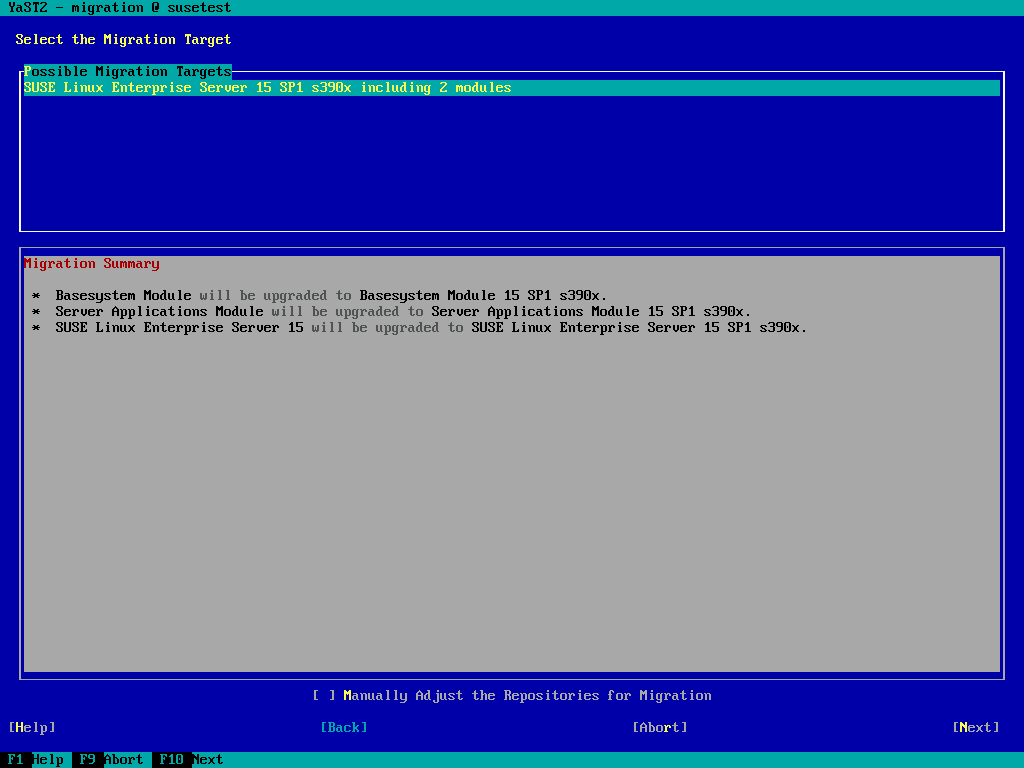 YaST2 - migration @ susetest
Select the Migration Target
Possible Migration Targets
SUSE Linux Enterprise Server 15 SP1 s390x including 2 modules
Migration Summary
* Basesystem Module will be upgraded to Basesystem Module 15 SP1 s390x.
* Server Applications Module will be upgraded to Server Applications Module 15 SP1 s390x.
* SUSE Linux Enterprise Server 15 will be upgraded to SUSE Linux Enterprise Server 15 SP1 s390x.
[ ] Manually Adjust the Repositories for Migration
[Help] [Back] [Abort] [Next]
F1 Help F9 Abort F10 Next